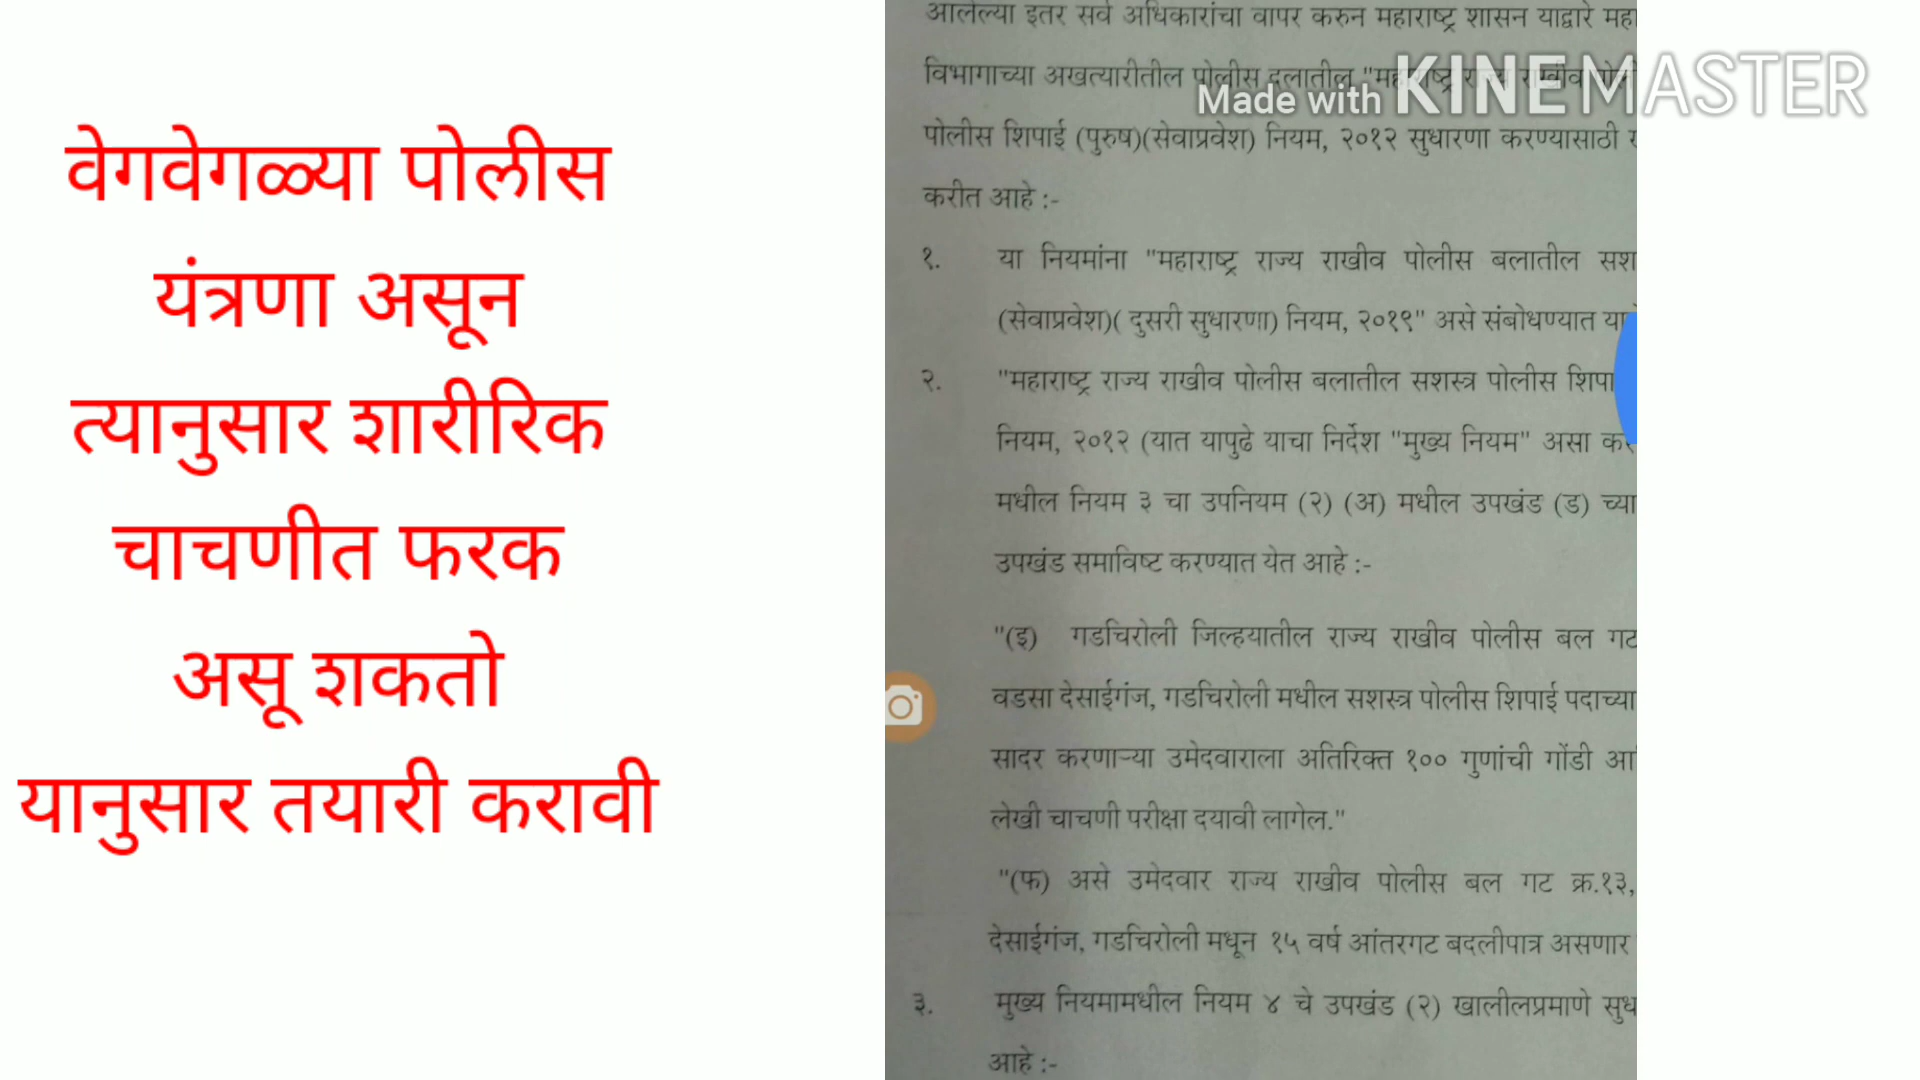 वेगवेगळ्या पोलीस
यंत्रणा असून
त्यानुसार शारीरिक
चाचणीत फरक
असू शकतो
यानुसार तयारी करावी
Made with KINEMASTER
आलेल्या इतर सर्व अधिकारांचा वापर करुन महाराष्ट्र शासन याद्वारे
विभागाच्या अखत्यारीतील पोलीस दलातील "महाराष्ट्र राज्य राखीव
पोलीस शिपाई (पुरुष)(सेवाप्रवेश) नियम, २०१२ सुधारणा करण्यासाठी
करीत आहे :-
१. या नियमांना "महाराष्ट्र राज्य राखीव पोलीस बलातील
(सेवाप्रवेश)( दुसरी सुधारणा) नियम, २०१९" असे संबोधण्यात
२. "महाराष्ट्र राज्य राखीव पोलीस बलातील सशस्त्र पोलीस
नियम, २०१२ (यात यापुढे याचा निर्देश "मुख्य नियम" असा
मधील नियम ३ चा उपनियम (२) (अ) मधील उपखंड (ड) च्या
उपखंड समाविष्ट करण्यात येत आहे :-
"(इ) गडचिरोली जिल्हयातील राज्य राखीव पोलीस बल गट
वडसा देसाईगंज, गडचिरोली मधील सशस्त्र पोलीस शिपाई पदाच्या
सादर करणाऱ्या उमेदवाराला अतिरिक्त १०० गुणांची गोंडी
लेखी चाचणी परीक्षा दयावी लागेल."
"(फ) असे उमेदवार राज्य राखीव पोलीस बल गट क्र.१३,
देसाईगंज, गडचिरोली मधून १५ वर्ष आंतरगट बदलीपात्र असणार
३. मुख्य नियमामधील नियम ४ चे उपखंड (२) खालीलप्रमाणे
आहे :-